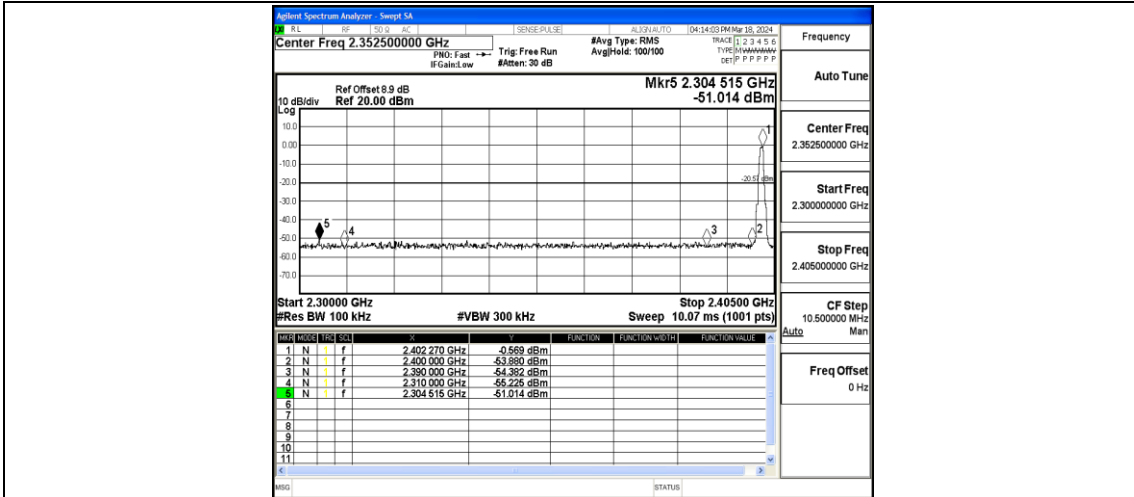 Agilent Spectrum Analyzer - Swept SA
RL RF 50 Ω AC SENSE:PULSE ALIGN AUTO 04:14:03 PM Mar 18, 2024
Center Freq 2.352500000 GHz
PNO: Fast
IFGain:Low
Trig: Free Run
#Atten: 30 dB
#Avg Type: RMS
Avg|Hold: 100/100
TRACE 1 2 3 4 5 6
TYPE M
DET P P P P P P
Ref Offset 8.9 dB
10 dB/div Ref 20.00 dBm
Log
Mkr5 2.304 515 GHz
-51.014 dBm
10.0
0.00
-10.0
-20.0
-30.0
-40.0
-50.0
-60.0
-70.0
1
-20.57 dBm
5
4
3
2
Start 2.30000 GHz Stop 2.40500 GHz
#Res BW 100 kHz #VBW 300 kHz Sweep 10.07 ms (1001 pts)
MKR MODE TRC SCL X Y FUNCTION FUNCTION WIDTH FUNCTION VALUE
1 N 1 f 2.402 270 GHz -0.569 dBm
2 N 1 f 2.400 000 GHz -53.880 dBm
3 N 1 f 2.390 000 GHz -54.382 dBm
4 N 1 f 2.310 000 GHz -55.225 dBm
5 N 1 f 2.304 515 GHz -51.014 dBm
6
7
8
9
10
11
MSG STATUS
Frequency
Auto Tune
Center Freq
2.352500000 GHz
Start Freq
2.300000000 GHz
Stop Freq
2.405000000 GHz
CF Step
10.500000 MHz
Auto Man
Freq Offset
0 Hz